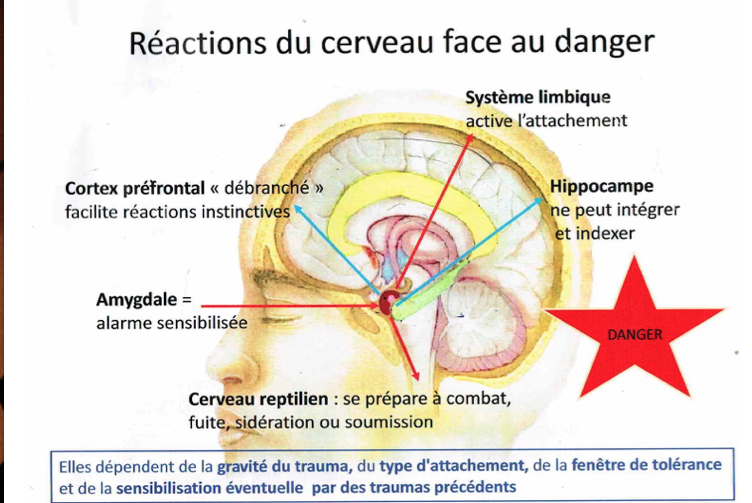 Réactions du cerveau face au danger
Système limbique
active l'attachement
Cortex préfrontal « débranché »
facilite réactions instinctives
Hippocampe
ne peut intégrer
et indexer
Amygdale =
alarme sensibilisée
DANGER
Cerveau reptilien : se prépare à combat,
fuite, sidération ou soumission
Elles dépendent de la gravité du trauma, du type d'attachement, de la fenêtre de tolérance
et de la sensibilisation éventuelle par des traumas précédents